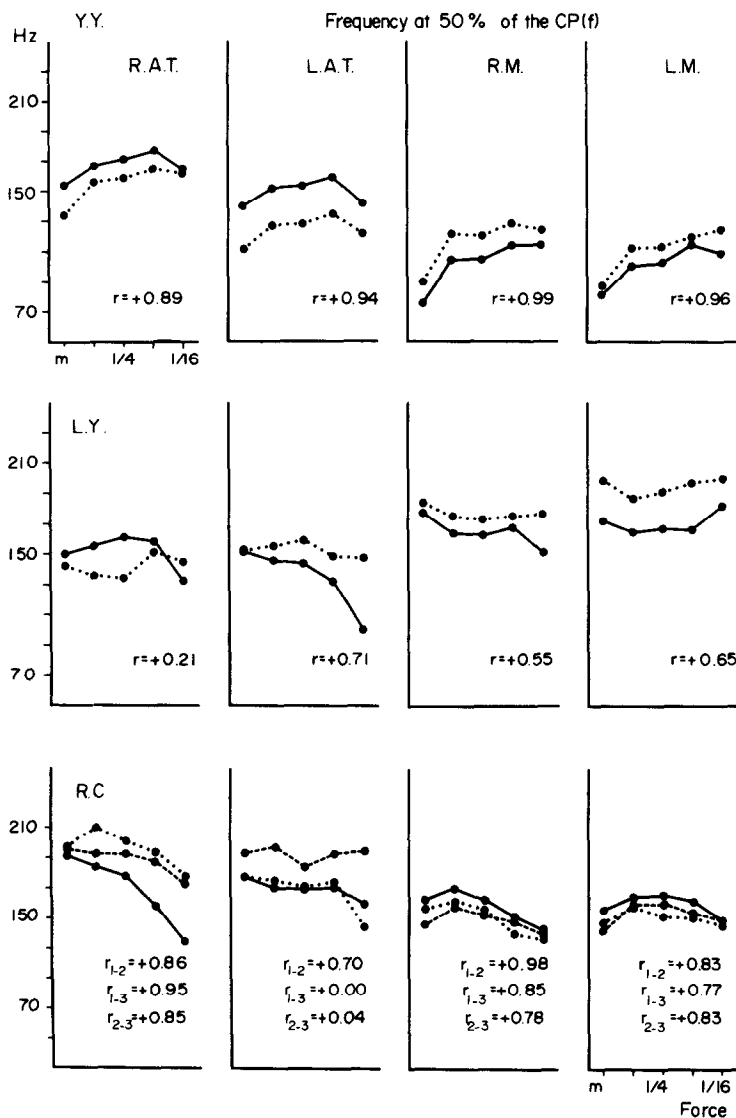 Y.Y. Frequency at 50% of the CP(f)
Hz
R.A.T. L.A.T. R.M. L.M.
210
150
70
r=+0.89 r=+0.94 r=+0.99 r=+0.96
m 1/4 1/16
L.Y.
210
150
70
r=+0.21 r=+0.71 r=+0.55 r=+0.65
R.C
210
150
70
r1-2=+0.86 r1-2=+0.70 r1-2=+0.98 r1-2=+0.83
r1-3=+0.95 r1-3=+0.00 r1-3=+0.85 r1-3=+0.77
r2-3=+0.85 r2-3=+0.04 r2-3=+0.78 r2-3=+0.83
m 1/4 1/16
Force